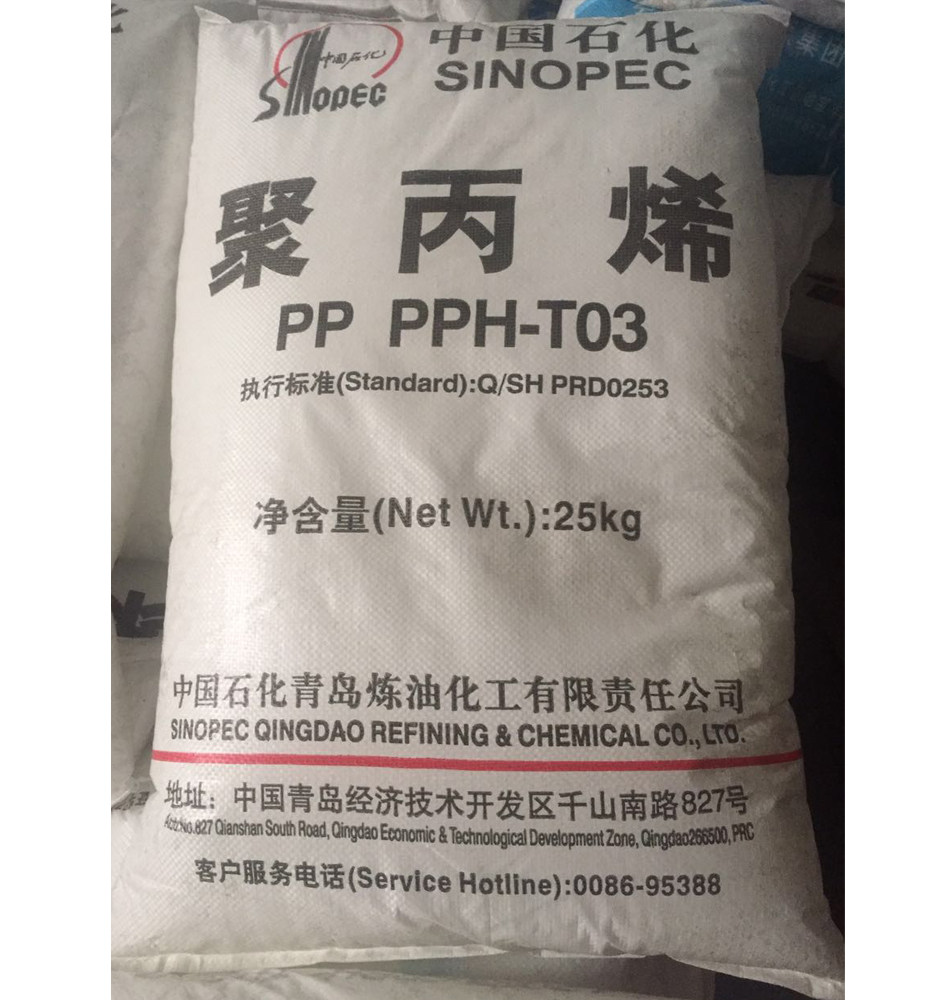 中国石化
SINOPEC
中国石化
SINOPEC
聚丙烯
PP PPH-T03
执行标准(Standard):Q/SH PRD0253
净含量(Net Wt.):25kg
中国石化青岛炼油化工有限责任公司
SINOPEC QINGDAO REFINING & CHEMICAL CO., LTD.
地址：中国青岛经济技术开发区千山南路827号
Add:No.827 Qianshan South Road, Qingdao Economic & Technological Development Zone, Qingdao266500, PRC
客户服务电话(Service Hotline):0086-95388
集团